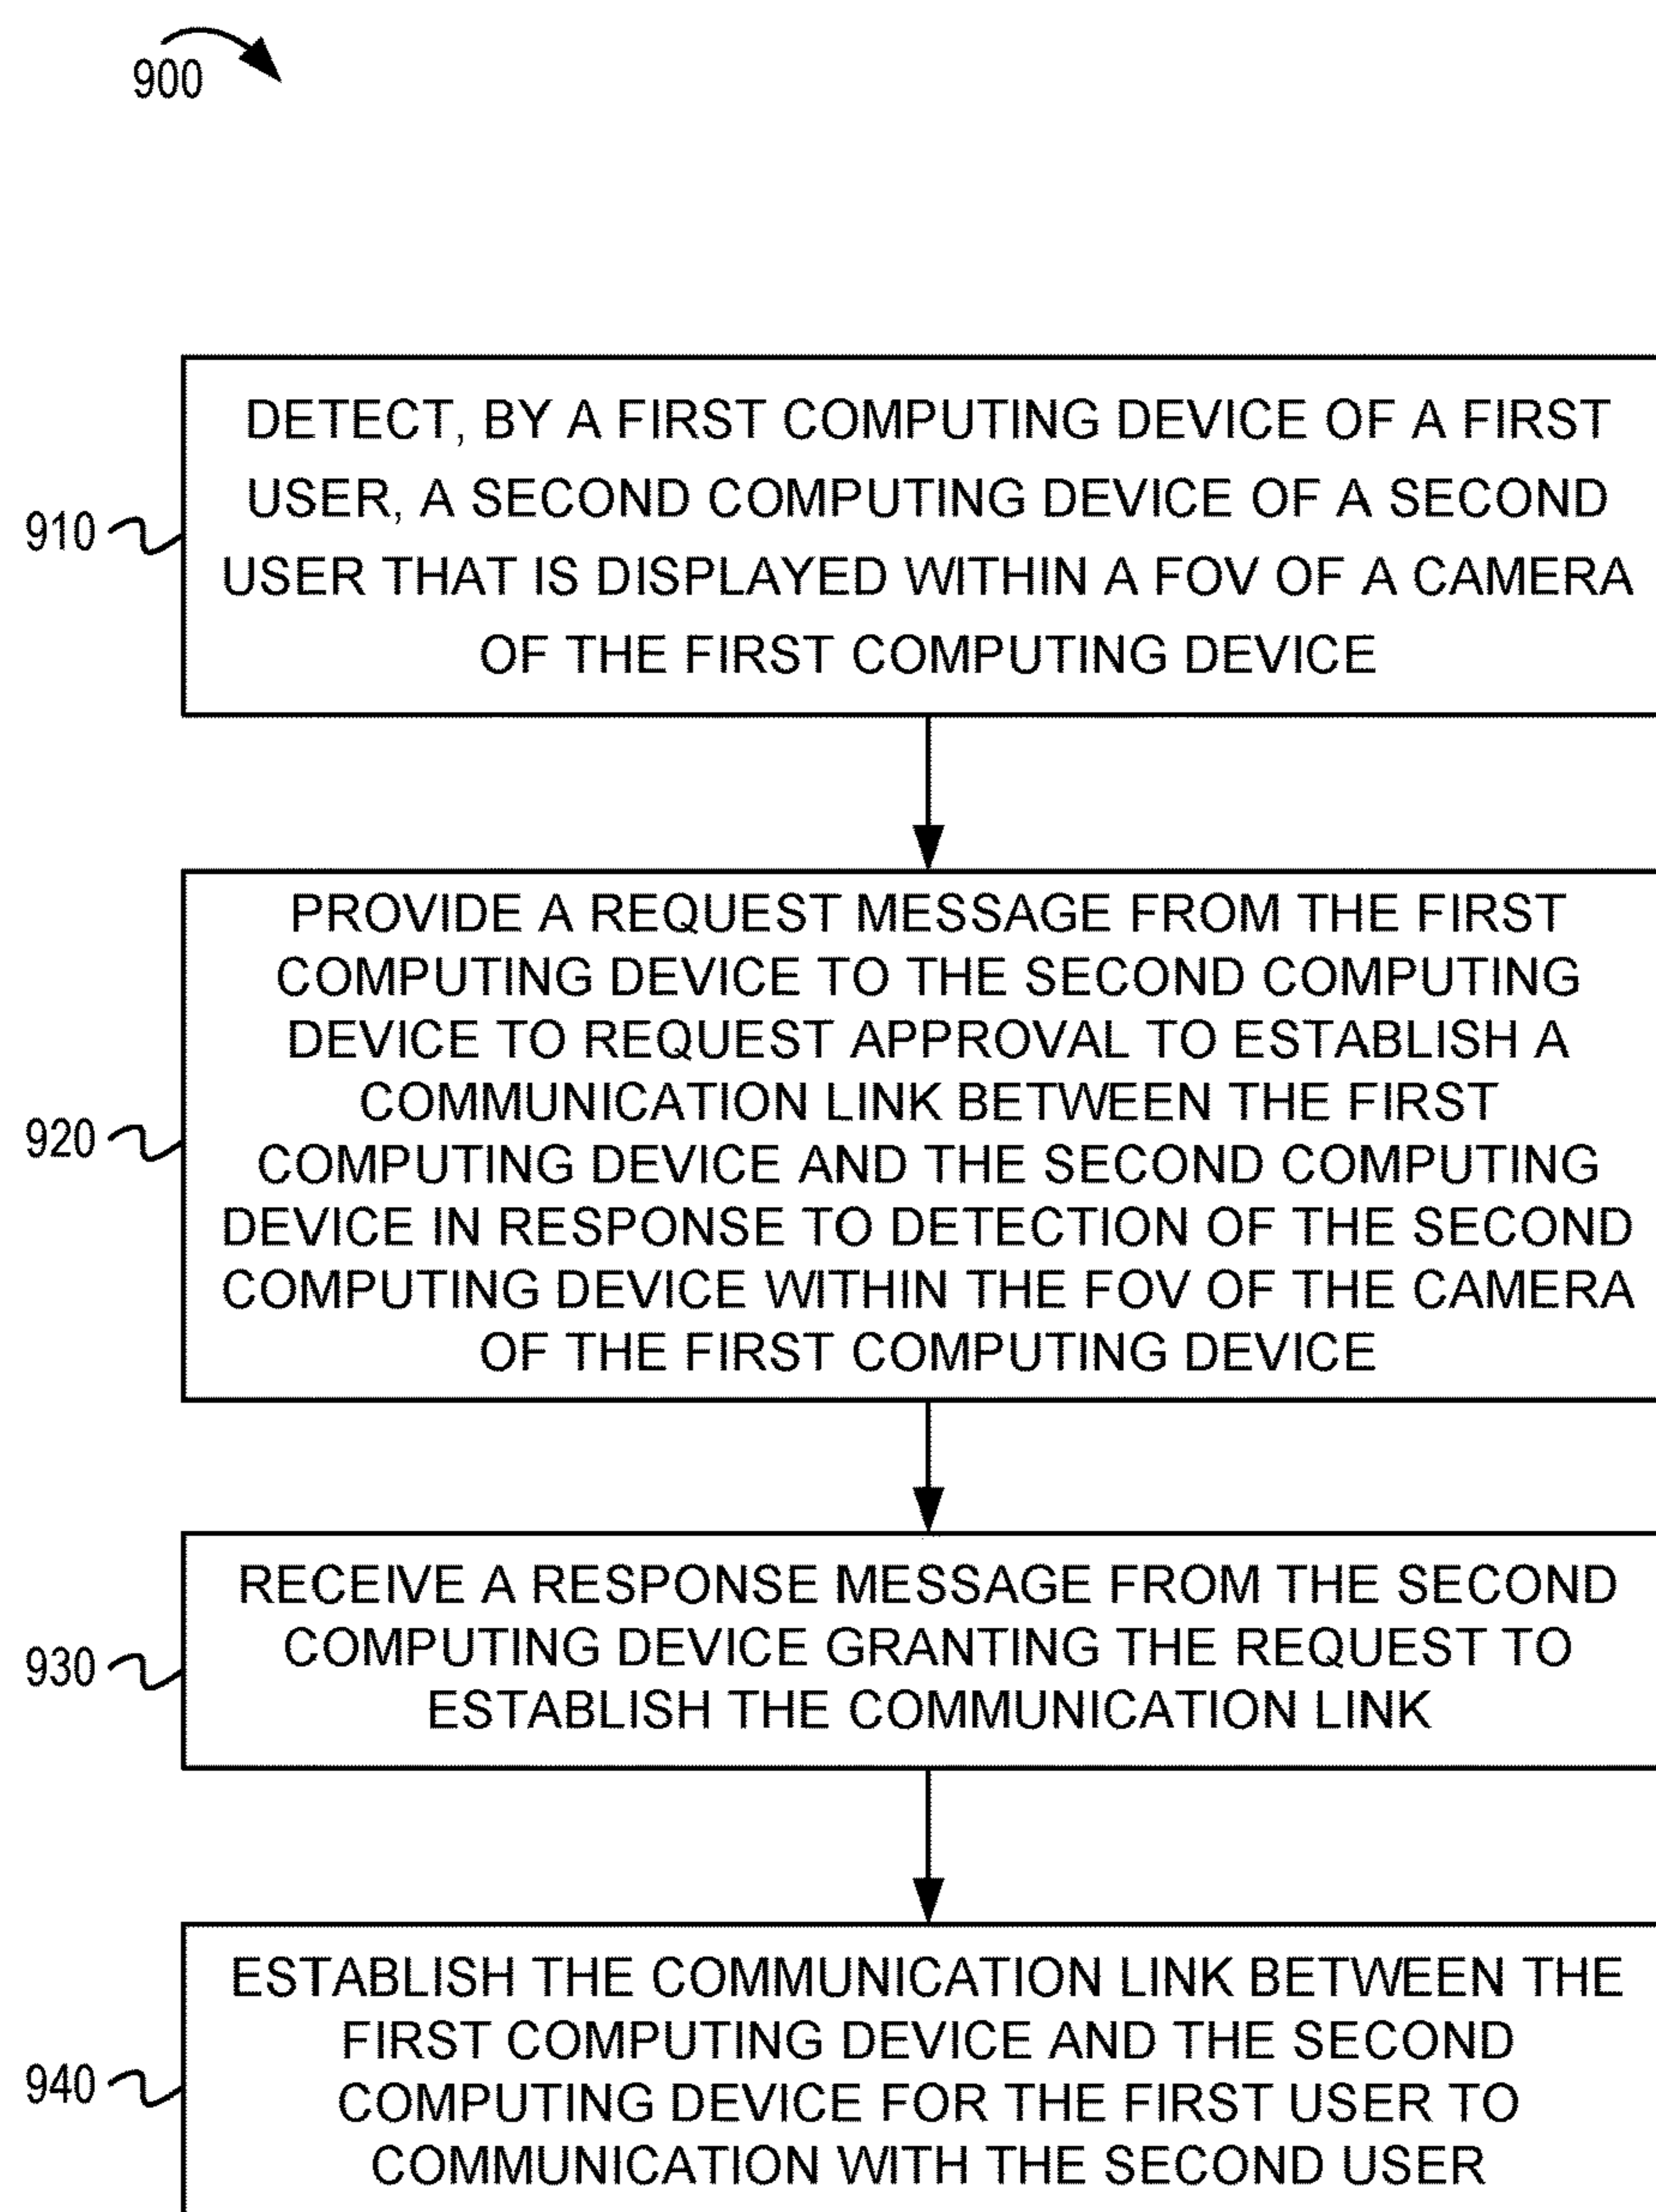 900
910
DETECT, BY A FIRST COMPUTING DEVICE OF A FIRST
USER, A SECOND COMPUTING DEVICE OF A SECOND
USER THAT IS DISPLAYED WITHIN A FOV OF A CAMERA
OF THE FIRST COMPUTING DEVICE
920
PROVIDE A REQUEST MESSAGE FROM THE FIRST
COMPUTING DEVICE TO THE SECOND COMPUTING
DEVICE TO REQUEST APPROVAL TO ESTABLISH A
COMMUNICATION LINK BETWEEN THE FIRST
COMPUTING DEVICE AND THE SECOND COMPUTING
DEVICE IN RESPONSE TO DETECTION OF THE SECOND
COMPUTING DEVICE WITHIN THE FOV OF THE CAMERA
OF THE FIRST COMPUTING DEVICE
930
RECEIVE A RESPONSE MESSAGE FROM THE SECOND
COMPUTING DEVICE GRANTING THE REQUEST TO
ESTABLISH THE COMMUNICATION LINK
940
ESTABLISH THE COMMUNICATION LINK BETWEEN THE
FIRST COMPUTING DEVICE AND THE SECOND
COMPUTING DEVICE FOR THE FIRST USER TO
COMMUNICATION WITH THE SECOND USER